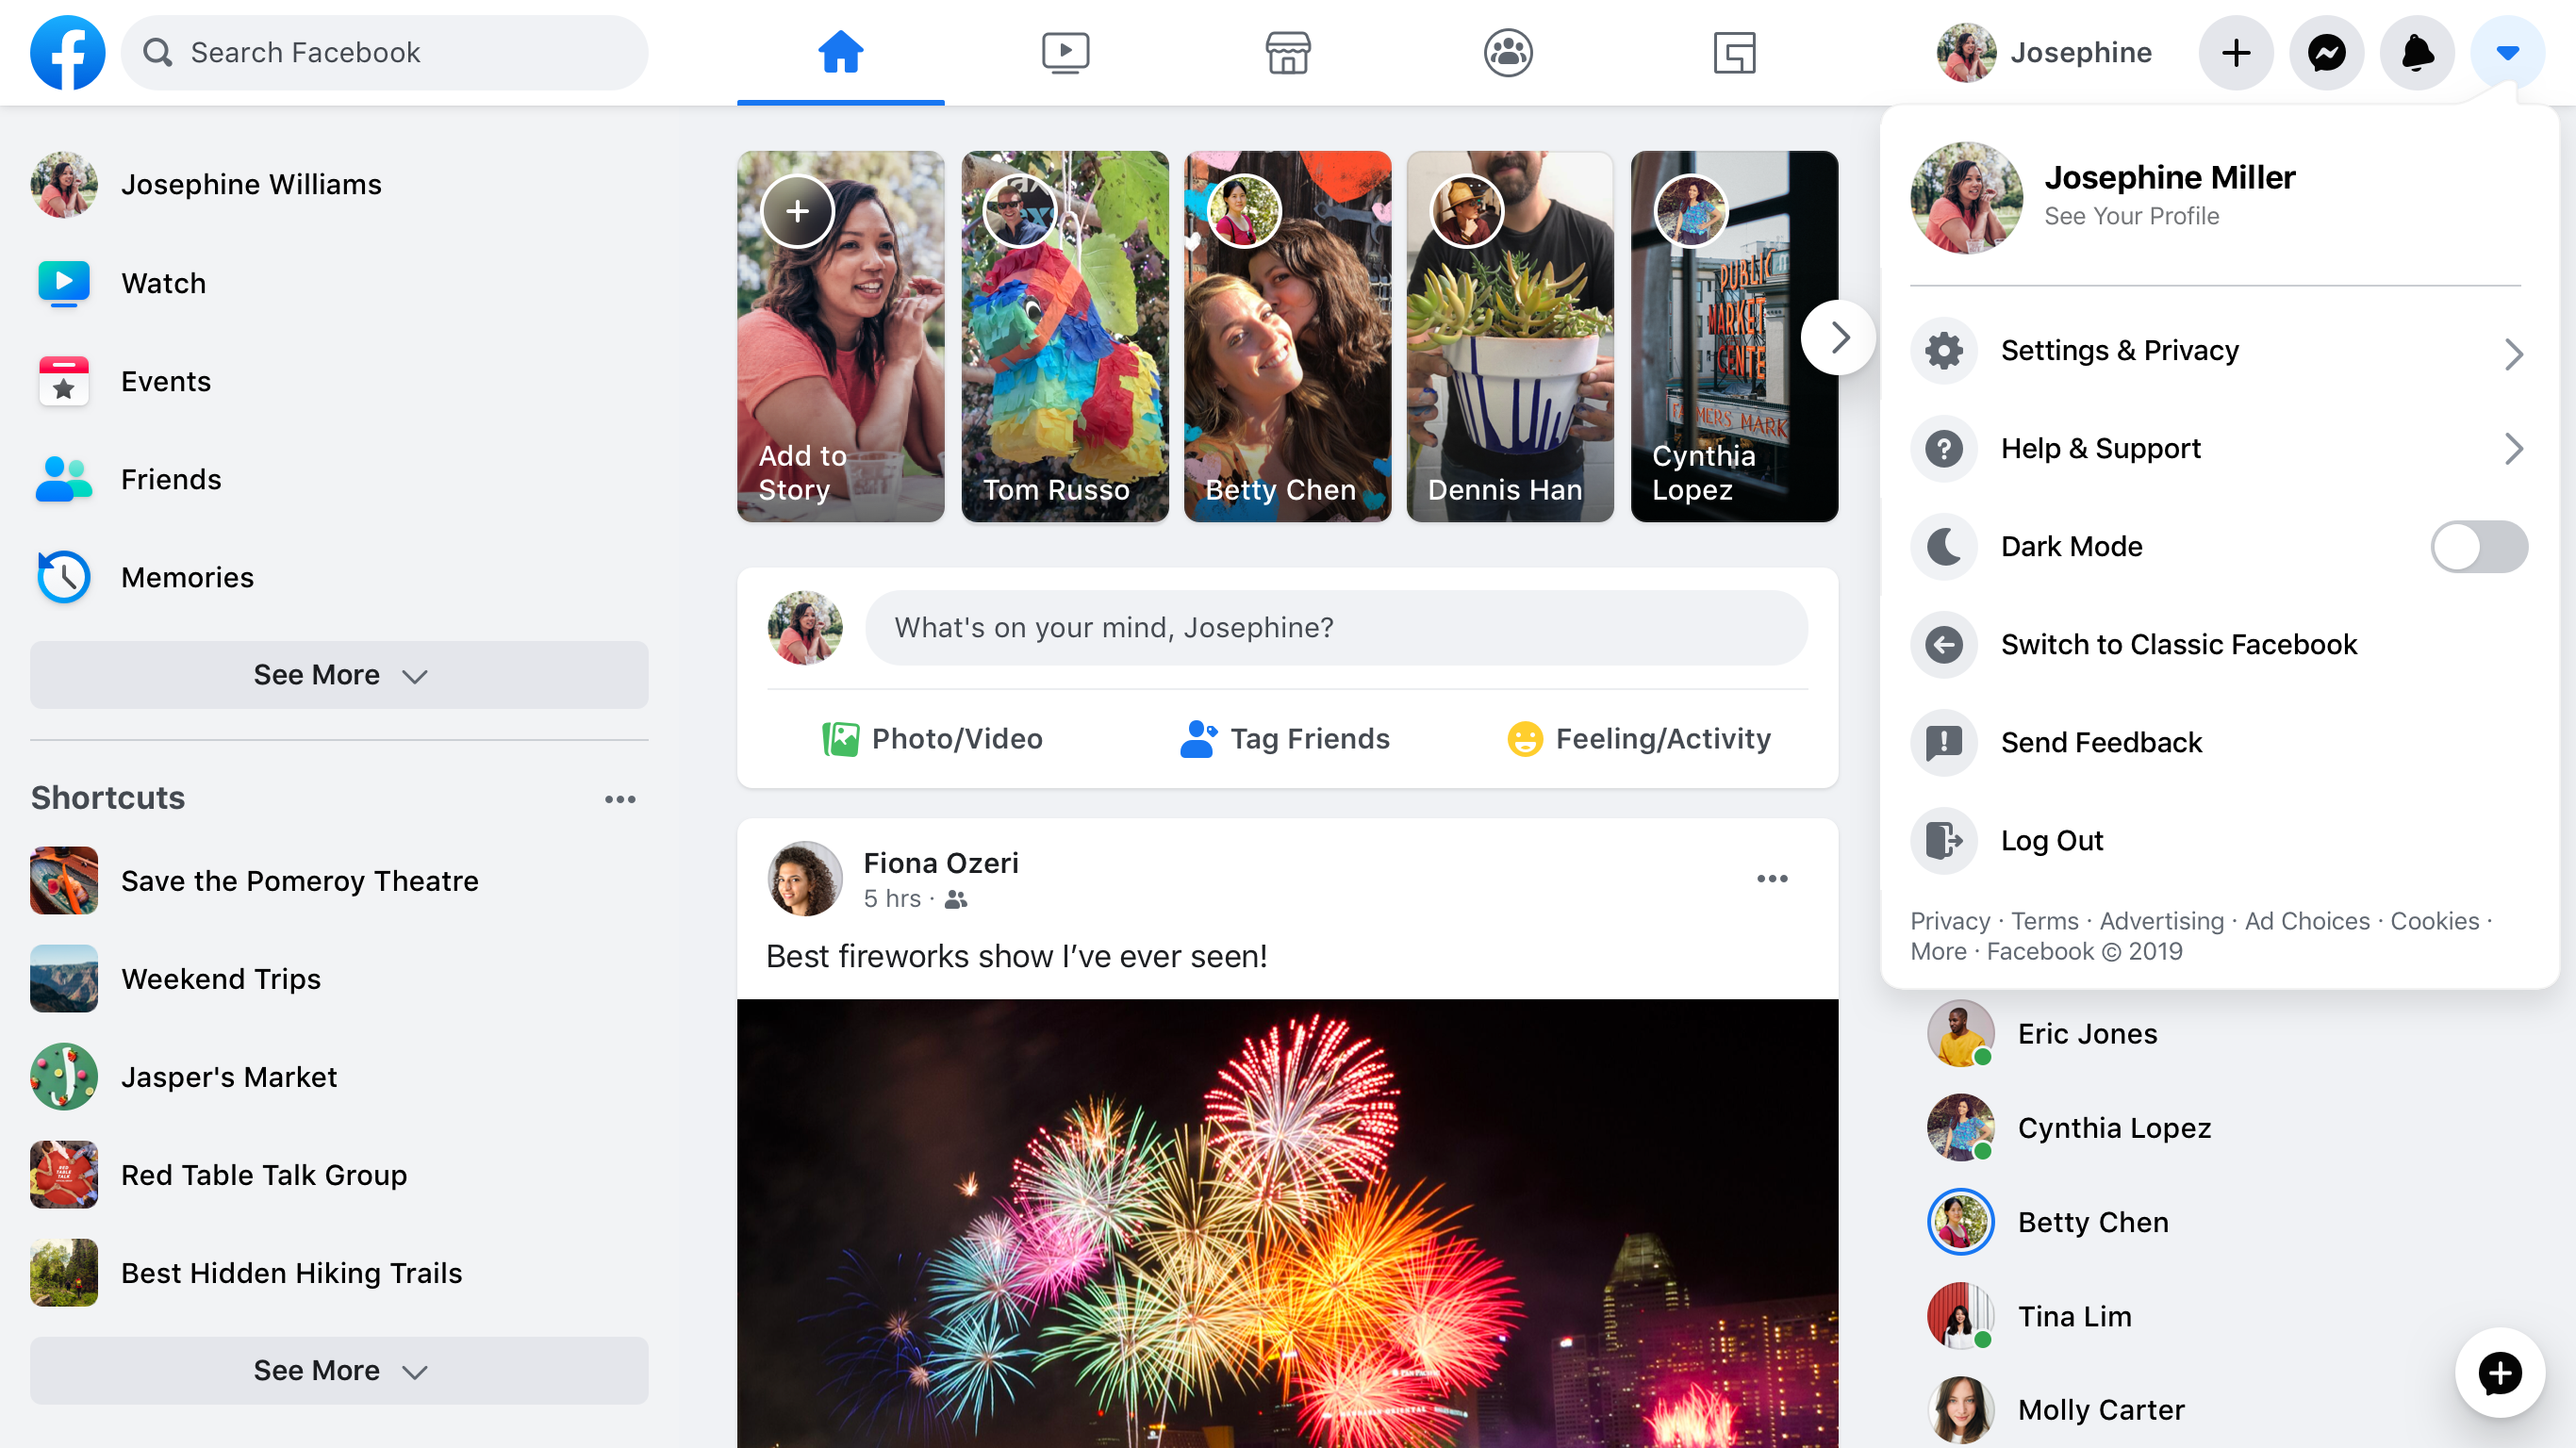 Search Facebook
Josephine
Josephine Williams
Watch
Events
Friends
Memories
See More
Shortcuts
Save the Pomeroy Theatre
Weekend Trips
Jasper's Market
Red Table Talk Group
Best Hidden Hiking Trails
See More
Add to
Story
Tom Russo
Betty Chen
Dennis Han
PUBLIC
MARKET
CENTE
MERS MARK
Cynthia
Lopez
What's on your mind, Josephine?
Photo/Video
Tag Friends
Feeling/Activity
Fiona Ozeri
5 hrs ·
Best fireworks show I’ve ever seen!
Josephine Miller
See Your Profile
Settings & Privacy
Help & Support
Dark Mode
Switch to Classic Facebook
Send Feedback
Log Out
Privacy · Terms · Advertising · Ad Choices · Cookies ·
More · Facebook © 2019
Eric Jones
Cynthia Lopez
Betty Chen
Tina Lim
Molly Carter